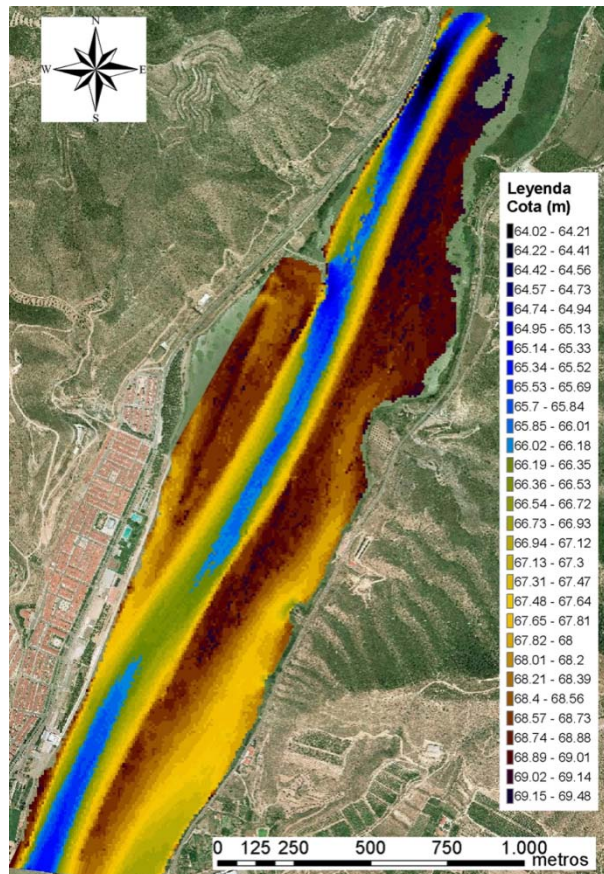 N
W
E
S
Leyenda
Cota (m)
64.02 - 64.21
64.22 - 64.41
64.42 - 64.56
64.57 - 64.73
64.74 - 64.94
64.95 - 65.13
65.14 - 65.33
65.34 - 65.52
65.53 - 65.69
65.7 - 65.84
65.85 - 66.01
66.02 - 66.18
66.19 - 66.35
66.36 - 66.53
66.54 - 66.72
66.73 - 66.93
66.94 - 67.12
67.13 - 67.3
67.31 - 67.47
67.48 - 67.64
67.65 - 67.81
67.82 - 68
68.01 - 68.2
68.21 - 68.39
68.4 - 68.56
68.57 - 68.73
68.74 - 68.88
68.89 - 69.01
69.02 - 69.14
69.15 - 69.48
0 125 250 500 750 1.000
metros